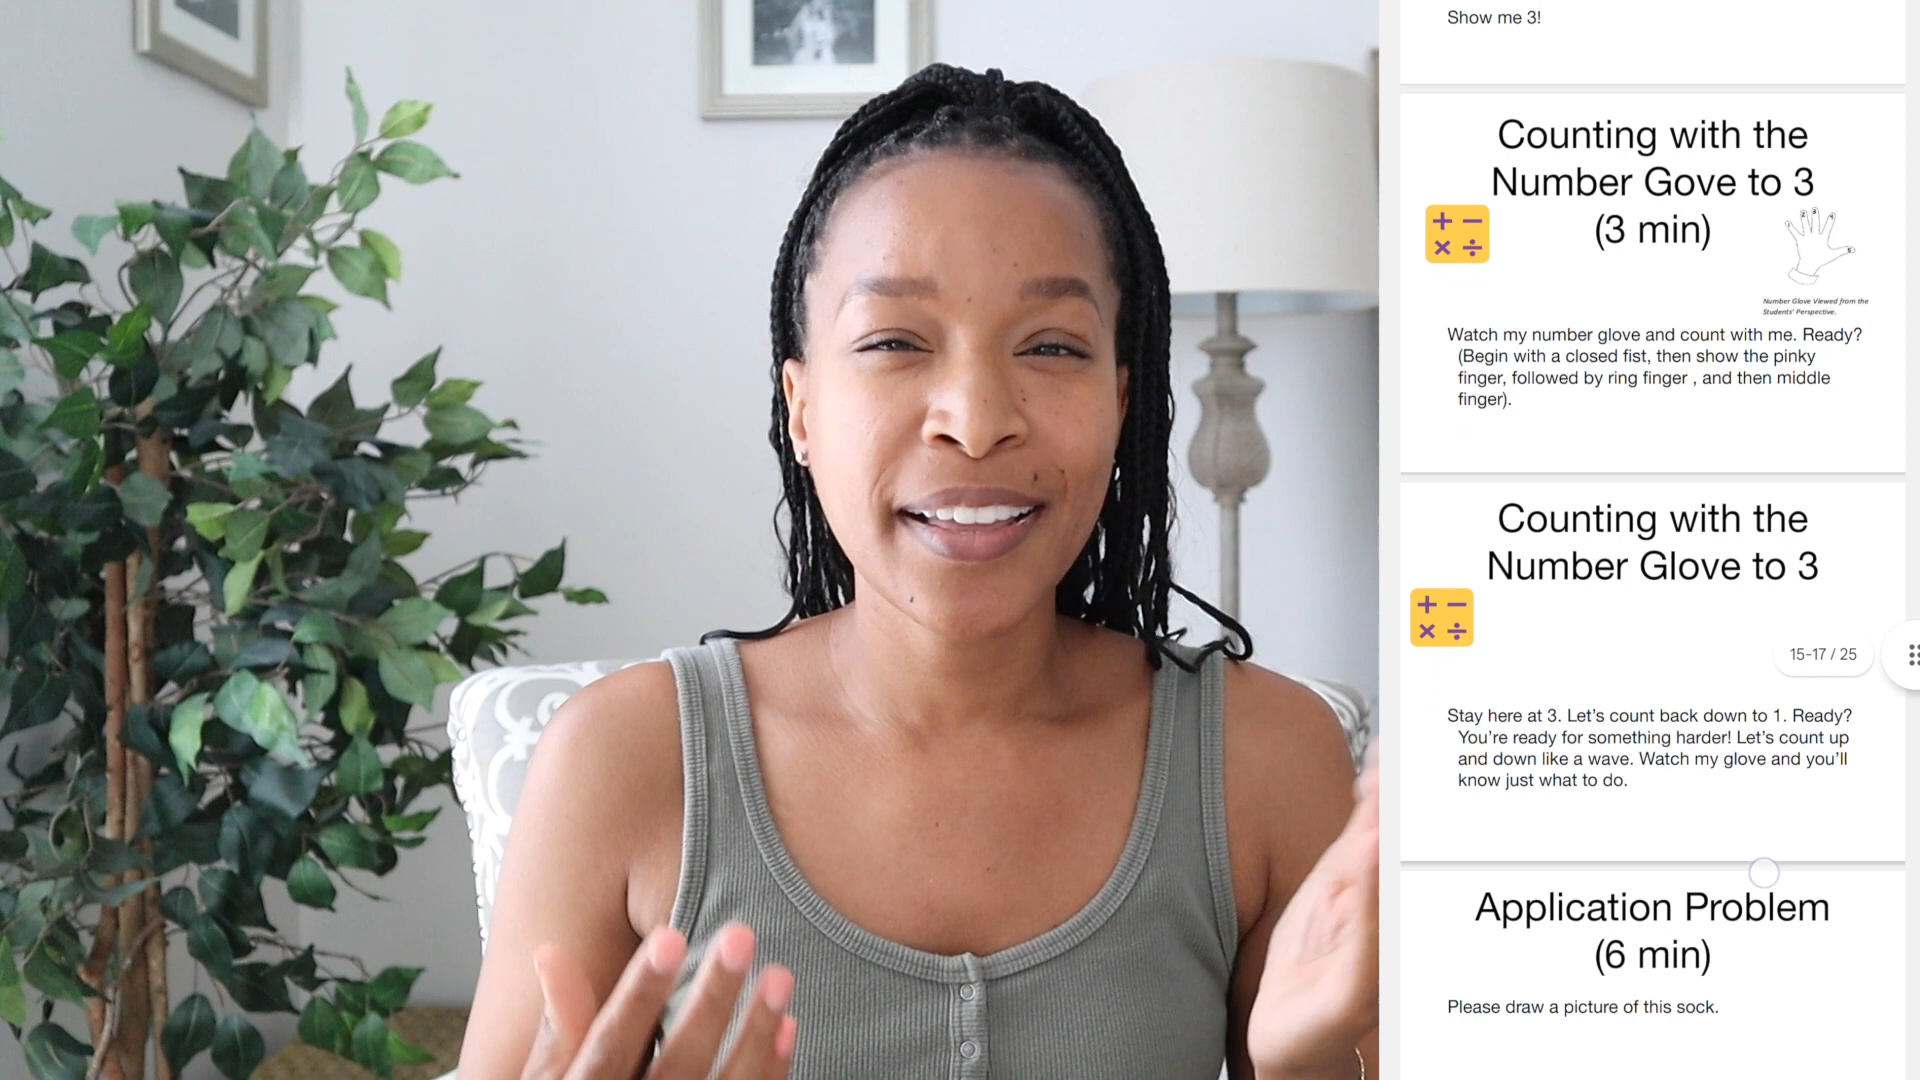 Show me 3!
Counting with the
Number Gove to 3
(3 min)
+ −
× ÷
Number Glove Viewed from the
Students' Perspective.
Watch my number glove and count with me. Ready?
(Begin with a closed fist, then show the pinky
finger, followed by ring finger , and then middle
finger).
Counting with the
Number Glove to 3
+ −
× ÷
15-17 / 25
Stay here at 3. Let's count back down to 1. Ready?
You're ready for something harder! Let's count up
and down like a wave. Watch my glove and you'll
know just what to do.
Application Problem
(6 min)
Please draw a picture of this sock.